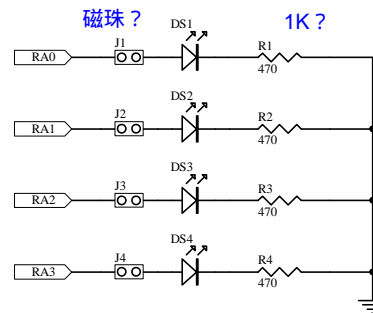 磁珠？ 1K？
DS1
J1 R1
RA0
470
DS2
J2 R2
RA1
470
DS3
J3 R3
RA2
470
DS4
J4 R4
RA3
470